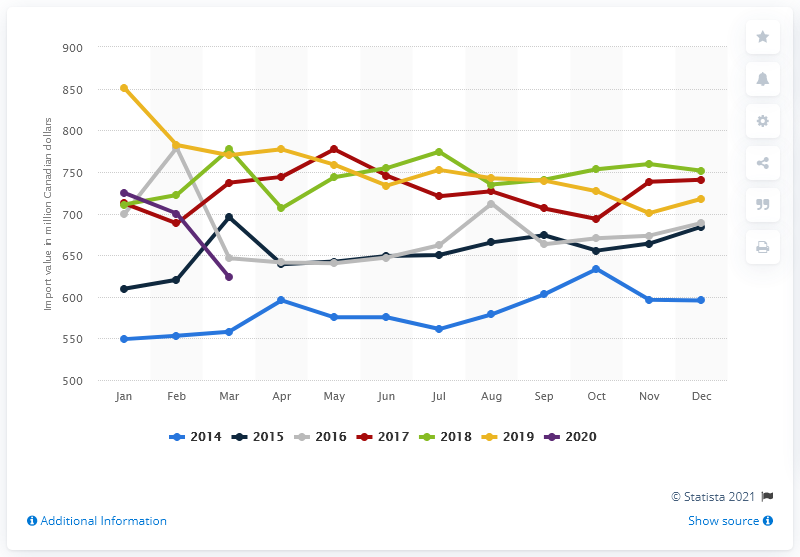 900
850
800
750
700
650
600
550
500
Import value in million Canadian dollars
Jan Feb Mar Apr May Jun Jul Aug Sep Oct Nov Dec
2014 2015 2016 2017 2018 2019 2020
© Statista 2021
Additional Information Show source